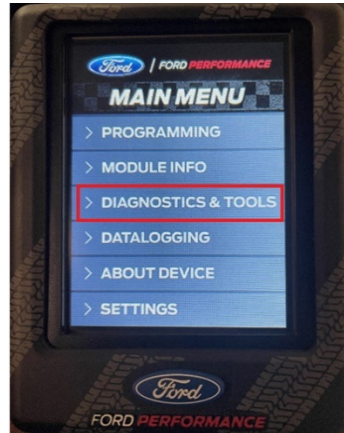 Ford | FORD PERFORMANCE
MAIN MENU
> PROGRAMMING
> MODULE INFO
> DIAGNOSTICS & TOOLS
> DATALOGGING
> ABOUT DEVICE
> SETTINGS
Ford
FORD PERFORMANCE